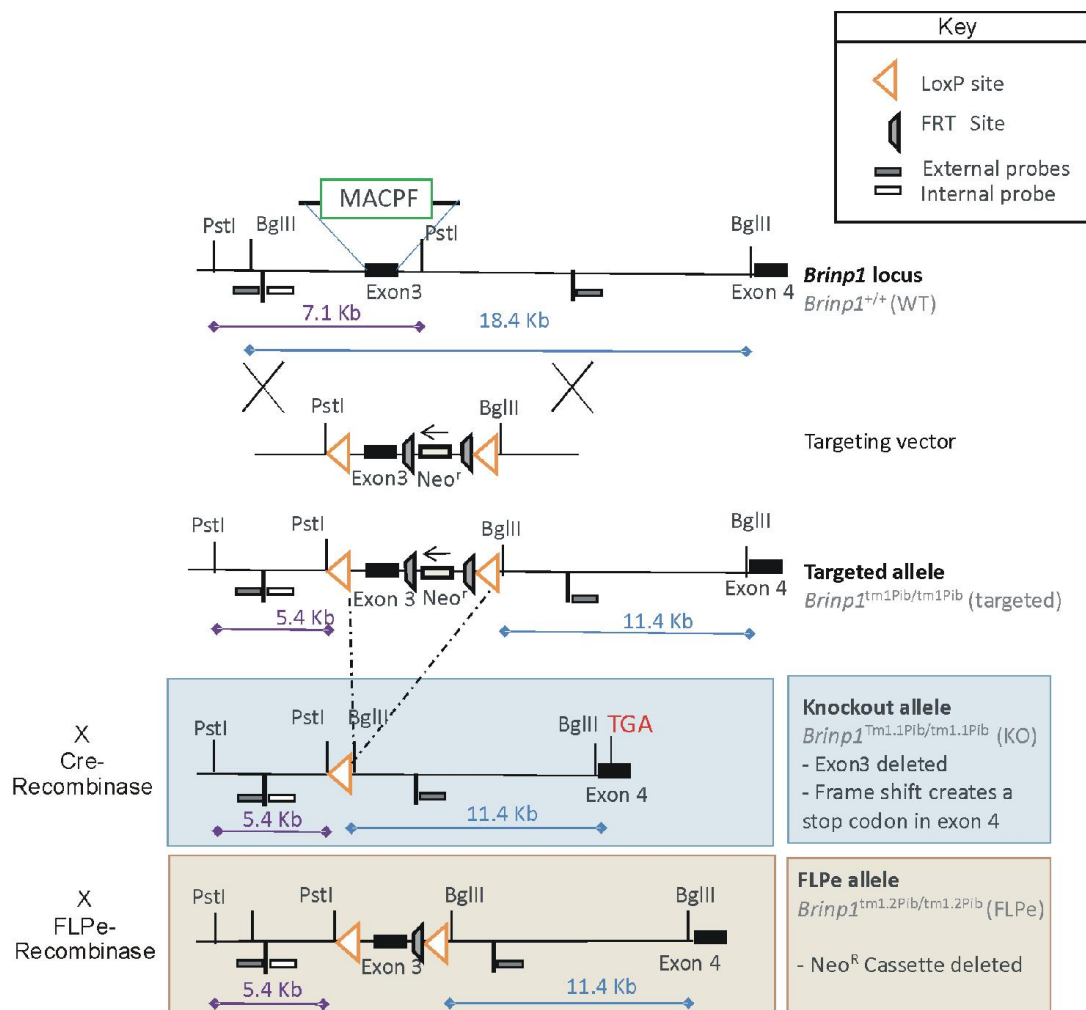 Key
LoxP site
FRT Site
External probes
Internal probe
MACPF
PstI BglII PstI BglII
Exon3 Exon 4
Brinp1 locus
Brinp1+/+ (WT)
7.1 Kb
18.4 Kb
PstI BglII
Exon3 Neoʳ
Targeting vector
PstI PstI BglII BglII
Exon 3 Neoʳ Exon 4
Targeted allele
Brinp1tm1Pib/tm1Pib (targeted)
5.4 Kb 11.4 Kb
X
Cre-
Recombinase
PstI PstI BglII BglII TGA
Exon 4
5.4 Kb 11.4 Kb
Knockout allele
Brinp1Tm1.1Pib/tm1.1Pib (KO)
- Exon3 deleted
- Frame shift creates a
stop codon in exon 4
X
FLPe-
Recombinase
PstI PstI BglII BglII
Exon 3 Exon 4
5.4 Kb 11.4 Kb
FLPe allele
Brinp1tm1.2Pib/tm1.2Pib (FLPe)
- Neoᴿ Cassette deleted